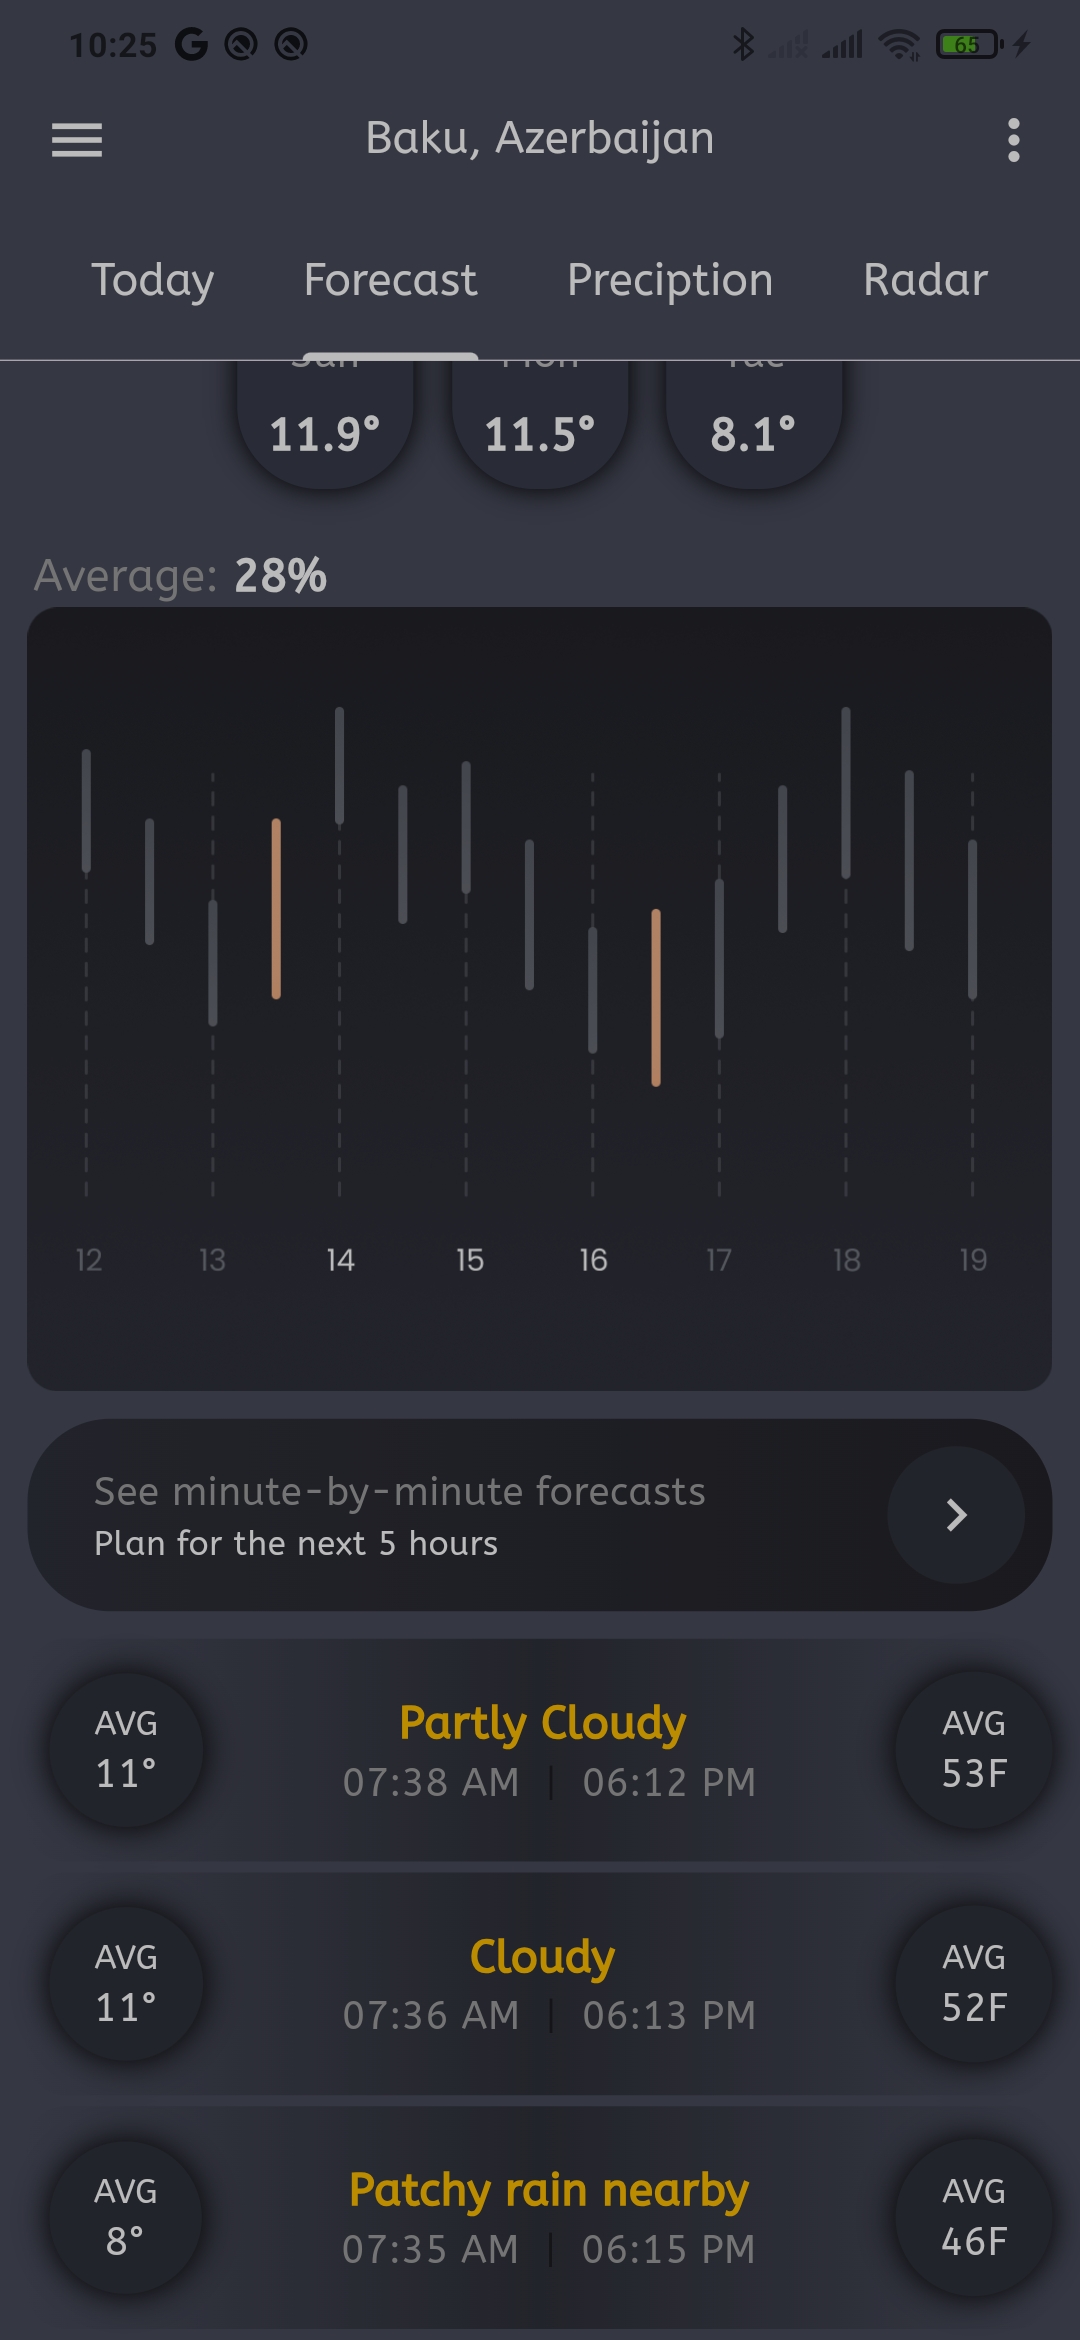 10:25 65
Baku, Azerbaijan
Today Forecast Preciption Radar
11.9° 11.5° 8.1°
Average: 28%
12 13 14 15 16 17 18 19
See minute-by-minute forecasts
Plan for the next 5 hours
AVG
11°
Partly Cloudy
07:38 AM | 06:12 PM
AVG
53F
AVG
11°
Cloudy
07:36 AM | 06:13 PM
AVG
52F
AVG
8°
Patchy rain nearby
07:35 AM | 06:15 PM
AVG
46F